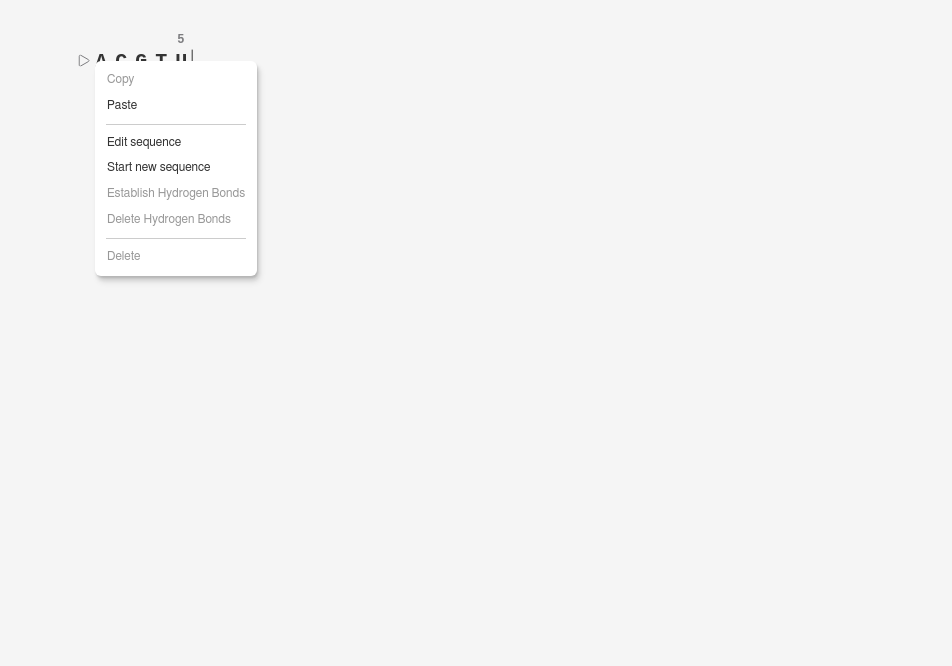 5
A C G T U
Copy
Paste
Edit sequence
Start new sequence
Establish Hydrogen Bonds
Delete Hydrogen Bonds
Delete